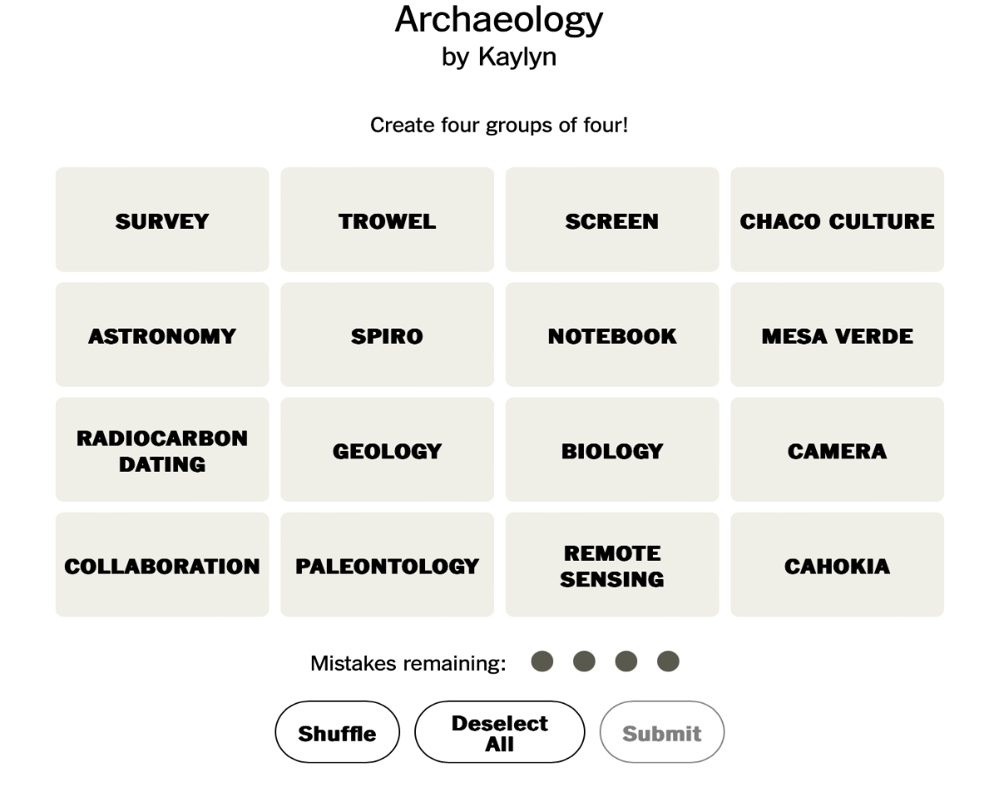 Archaeology
by Kaylyn
Create four groups of four!
SURVEY
TROWEL
SCREEN
CHACO CULTURE
ASTRONOMY
SPIRO
NOTEBOOK
MESA VERDE
RADIOCARBON
DATING
GEOLOGY
BIOLOGY
CAMERA
COLLABORATION
PALEONTOLOGY
REMOTE
SENSING
CAHOKIA
Mistakes remaining:
Shuffle
Deselect
All
Submit